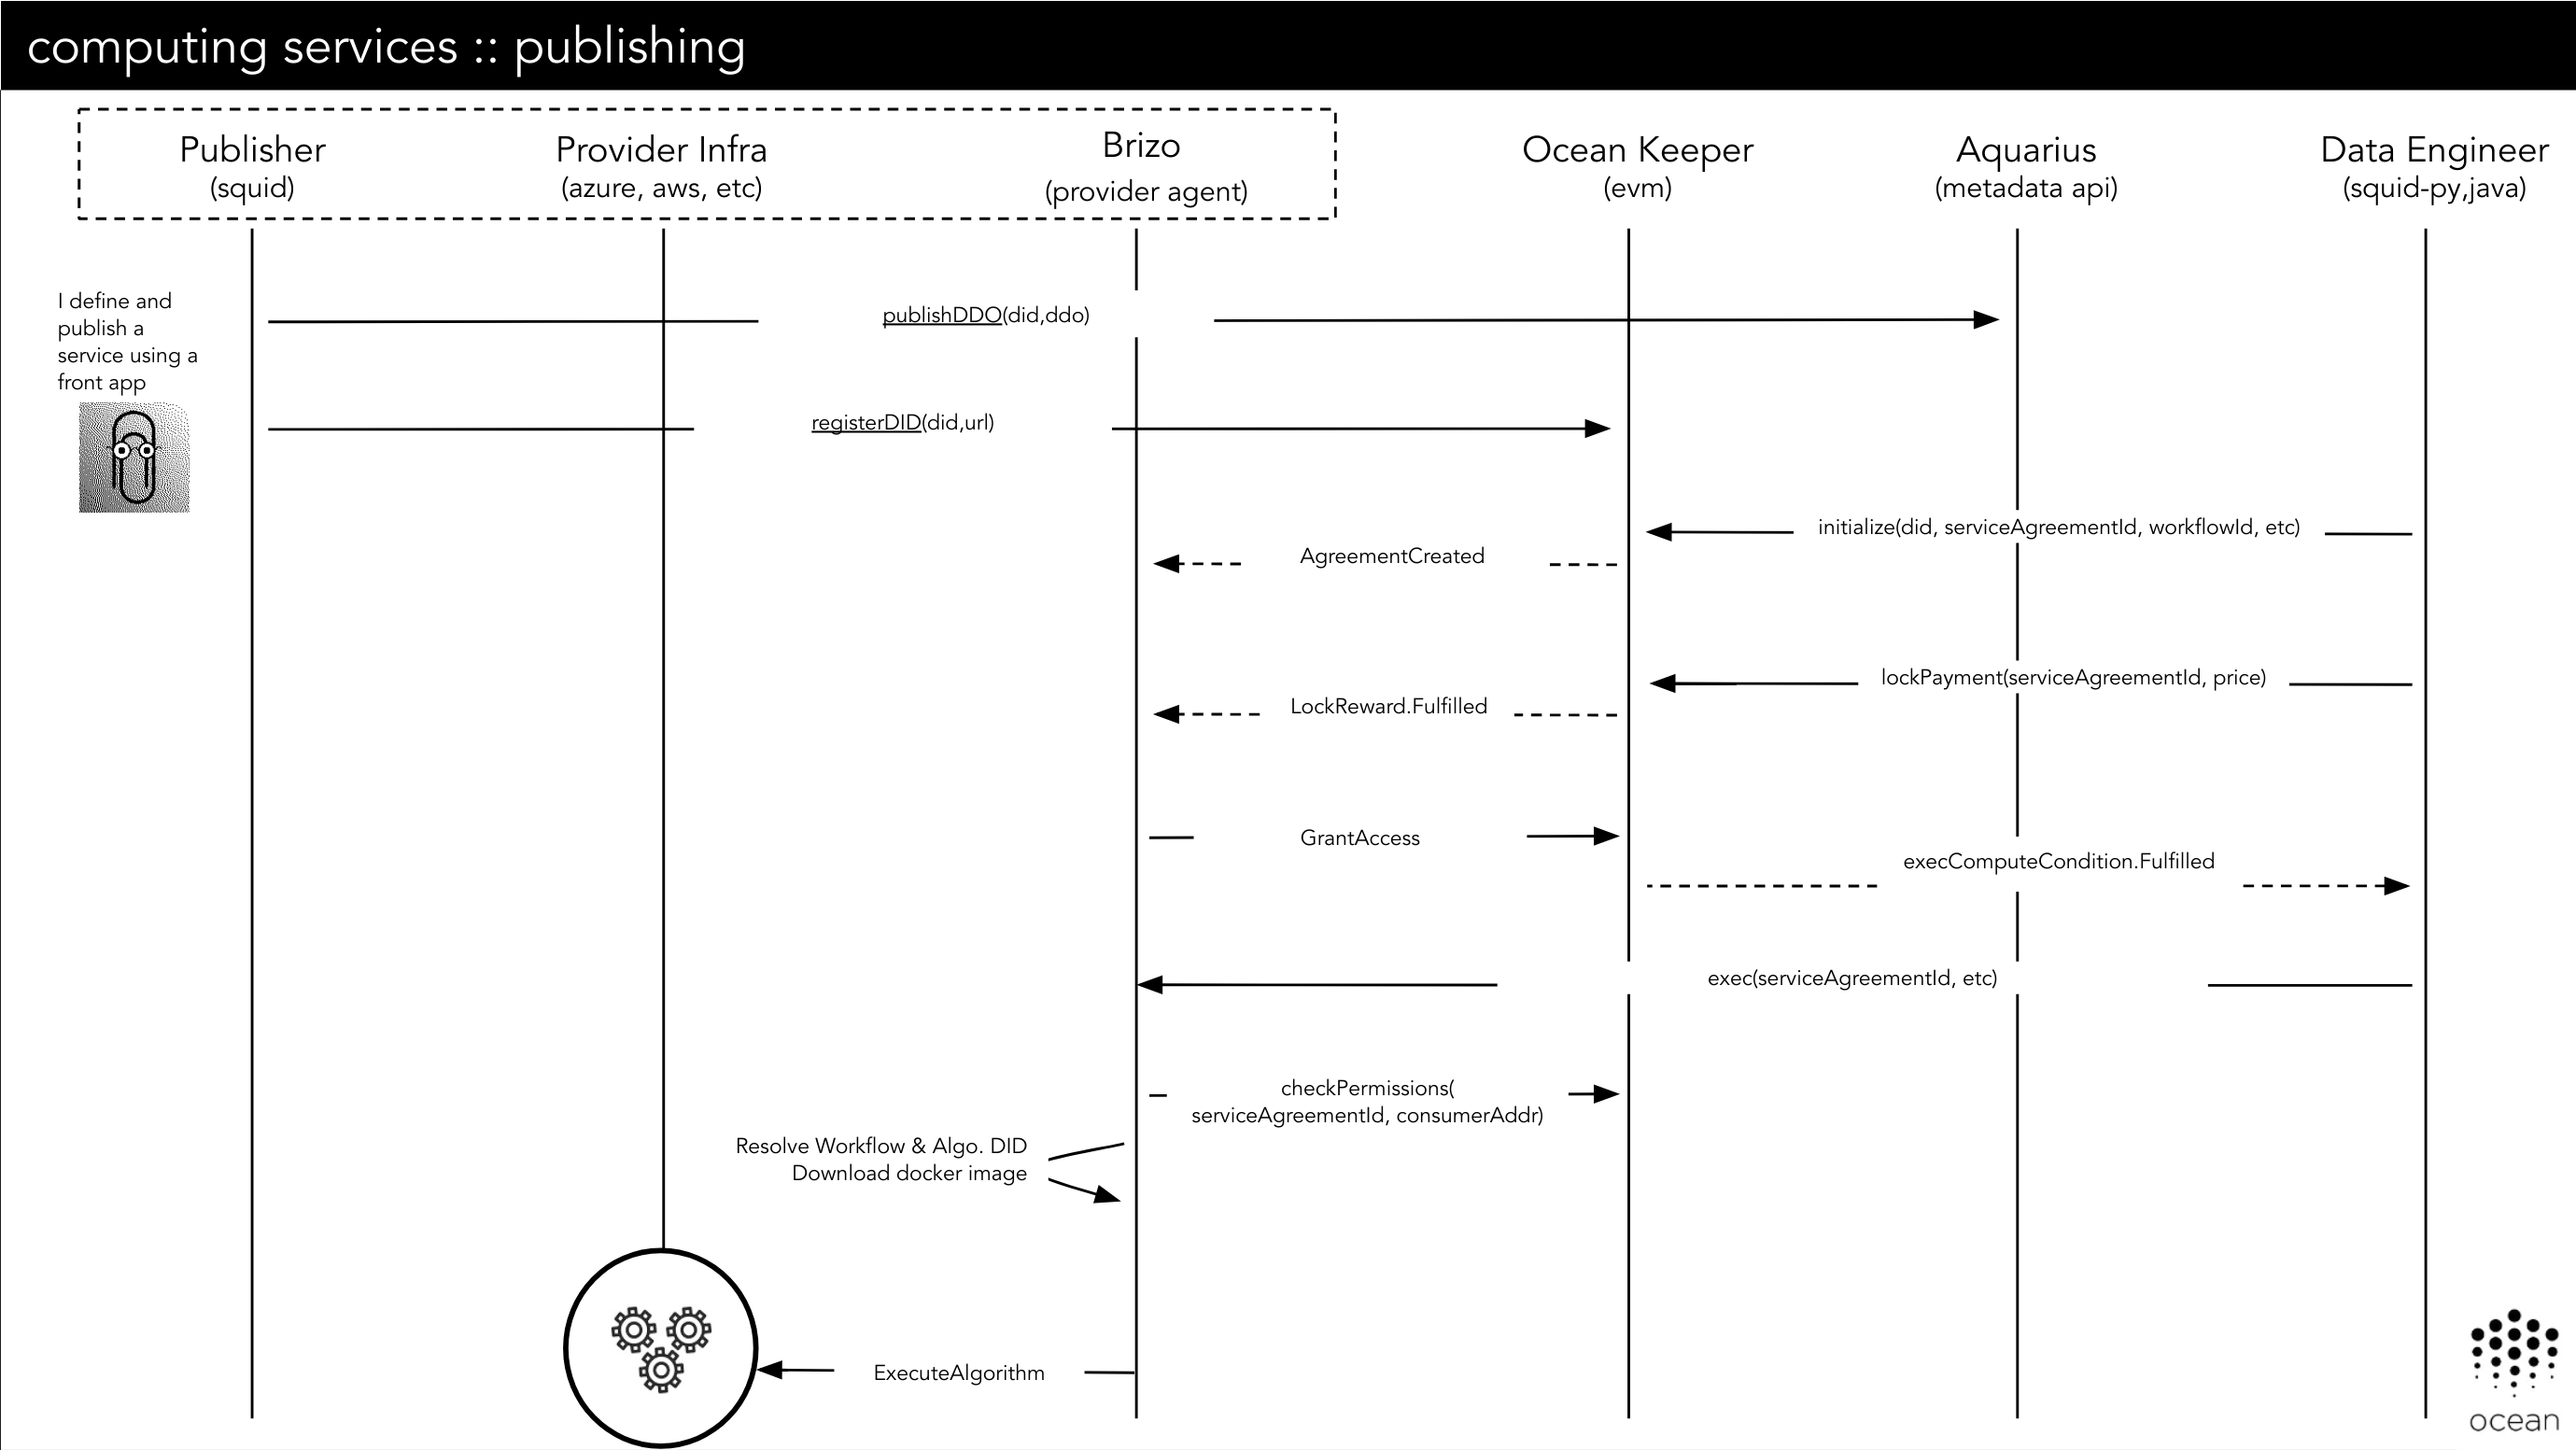 computing services :: publishing
Publisher
(squid)
Provider Infra
(azure, aws, etc)
Brizo
(provider agent)
Ocean Keeper
(evm)
Aquarius
(metadata api)
Data Engineer
(squid-py,java)
I define and
publish a
service using a
front app
publishDDO(did,ddo)
registerDID(did,url)
initialize(did, serviceAgreementId, workflowId, etc)
AgreementCreated
lockPayment(serviceAgreementId, price)
LockReward.Fulfilled
GrantAccess
execComputeCondition.Fulfilled
exec(serviceAgreementId, etc)
checkPermissions(
serviceAgreementId, consumerAddr)
Resolve Workflow & Algo. DID
Download docker image
ExecuteAlgorithm
ocean